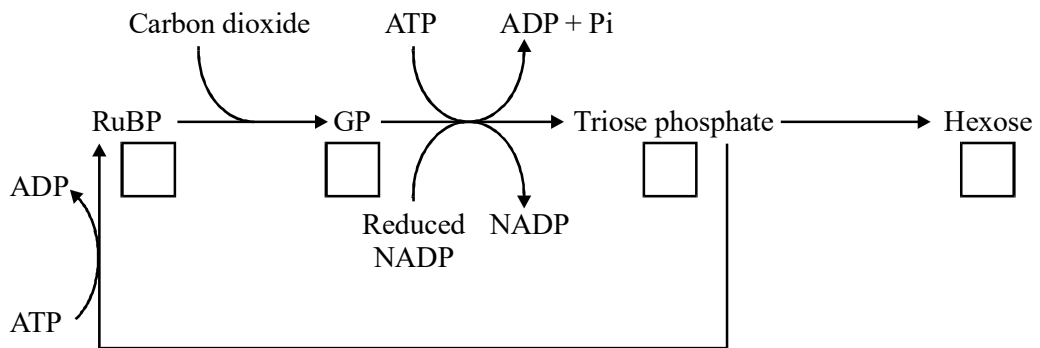 Carbon dioxide ATP ADP + Pi
RuBP GP Triose phosphate Hexose
ADP
Reduced NADP
NADP
ATP